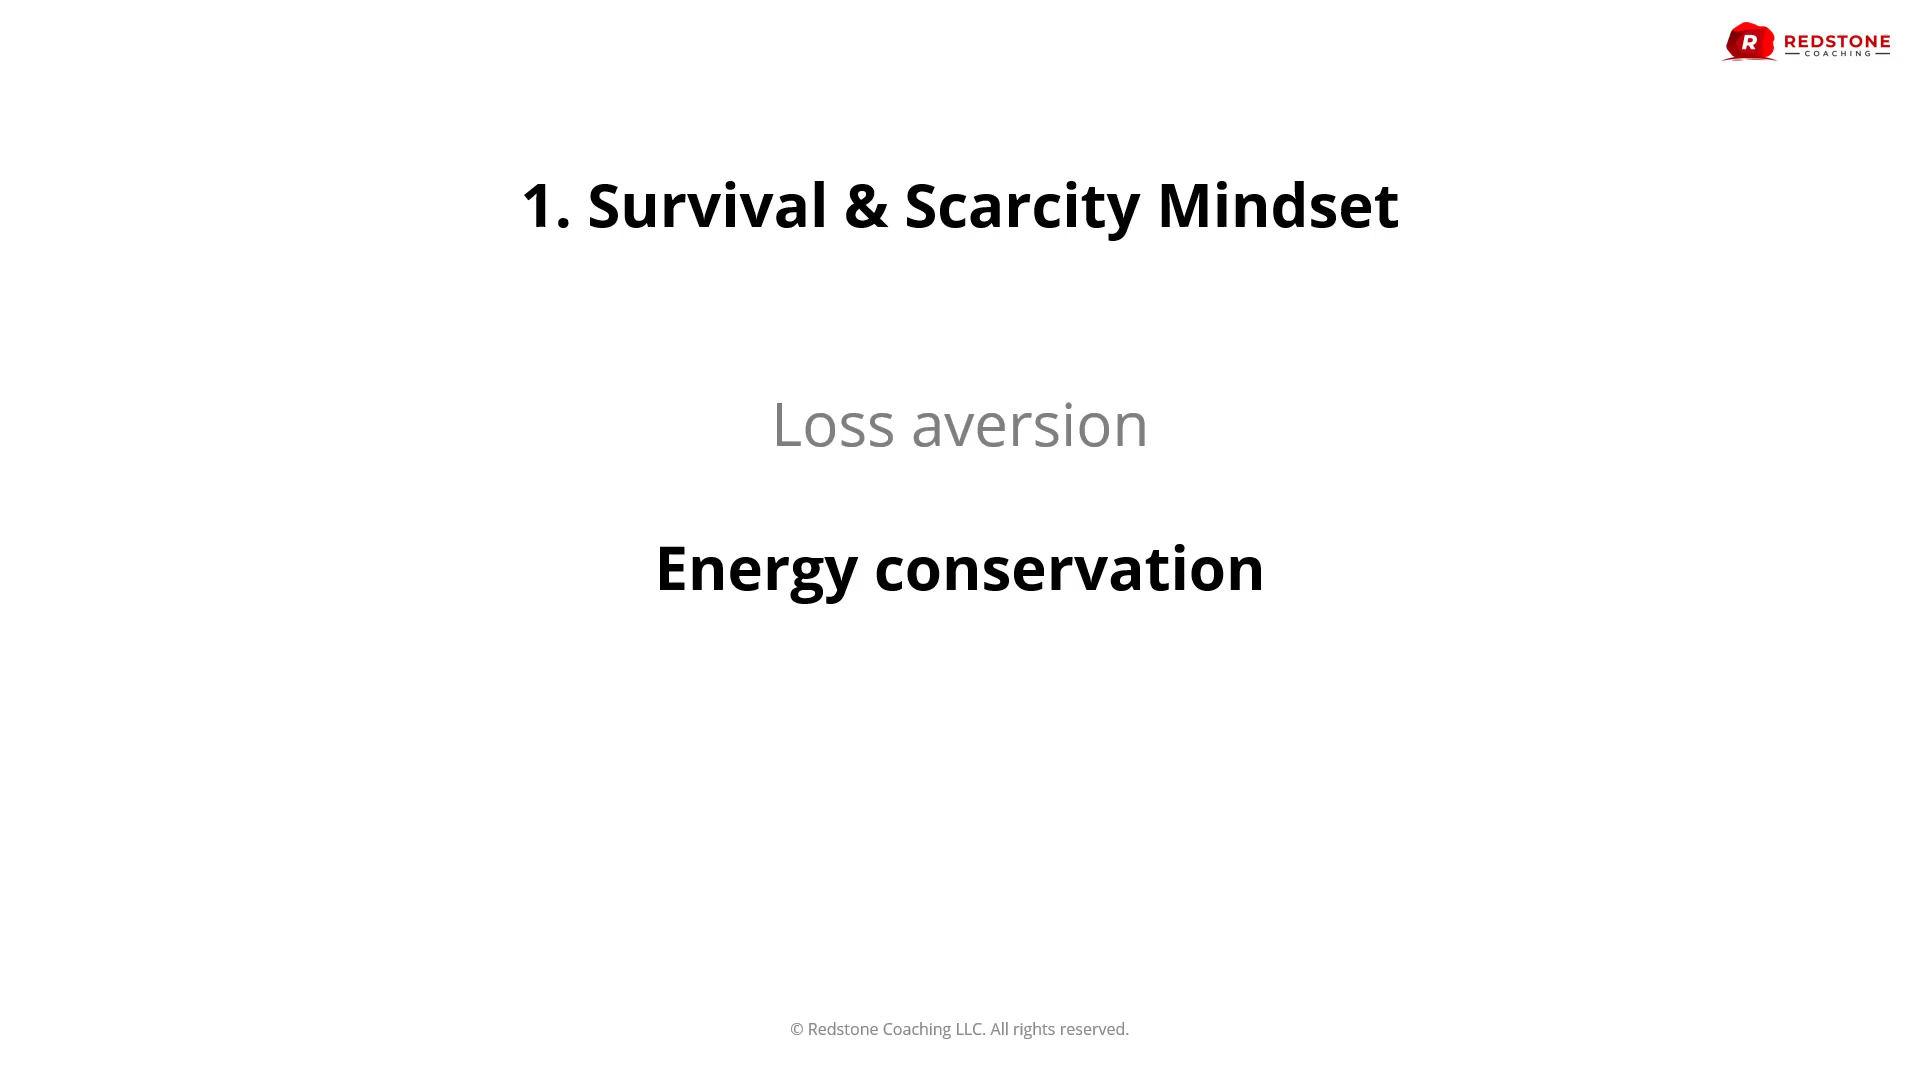 R
REDSTONE
COACHING
1. Survival & Scarcity Mindset
Loss aversion
Energy conservation
© Redstone Coaching LLC. All rights reserved.